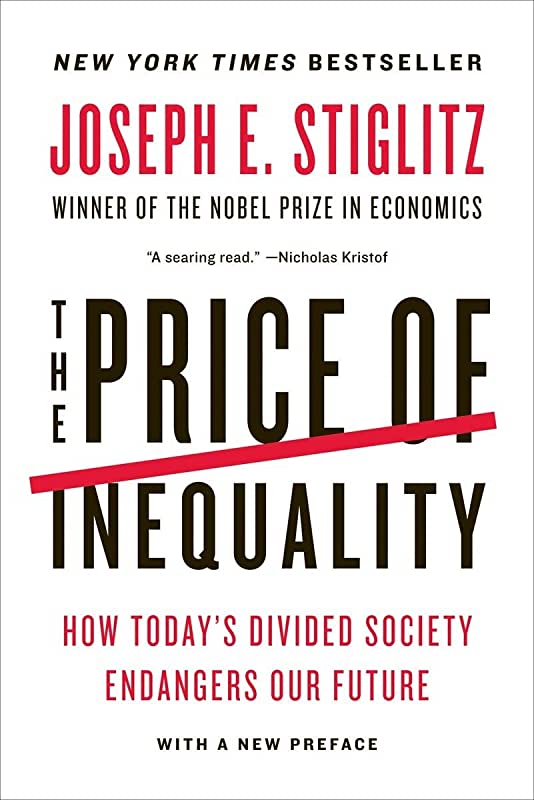 NEW YORK TIMES BESTSELLER
JOSEPH E. STIGLITZ
WINNER OF THE NOBEL PRIZE IN ECONOMICS
“A searing read.” —Nicholas Kristof
THE PRICE OF
INEQUALITY
HOW TODAY’S DIVIDED SOCIETY
ENDANGERS OUR FUTURE
WITH A NEW PREFACE